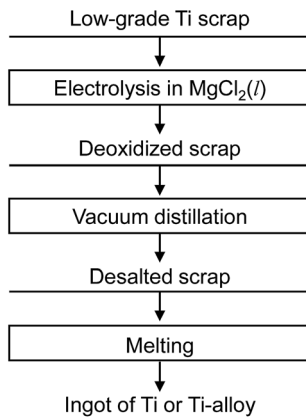 Low-grade Ti scrap
Electrolysis in MgCl₂(l)
Deoxidized scrap
Vacuum distillation
Desalted scrap
Melting
Ingot of Ti or Ti-alloy